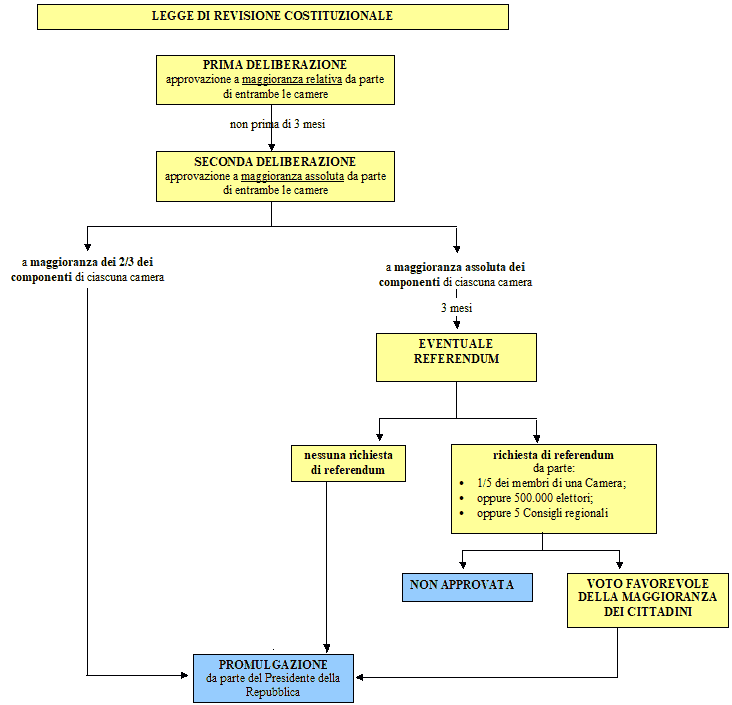 LEGGE DI REVISIONE COSTITUZIONALE
PRIMA DELIBERAZIONE
approvazione a maggioranza relativa da parte
di entrambe le camere
non prima di 3 mesi
SECONDA DELIBERAZIONE
approvazione a maggioranza assoluta da parte
di entrambe le camere
a maggioranza dei 2/3 dei
componenti di ciascuna camera
a maggioranza assoluta dei
componenti di ciascuna camera
3 mesi
EVENTUALE
REFERENDUM
nessuna richiesta
di referendum
richiesta di referendum
da parte:
• 1/5 dei membri di una Camera;
• oppure 500.000 elettori;
• oppure 5 Consigli regionali
NON APPROVATA
VOTO FAVOREVOLE
DELLA MAGGIORANZA
DEI CITTADINI
PROMULGAZIONE
da parte del Presidente della
Repubblica